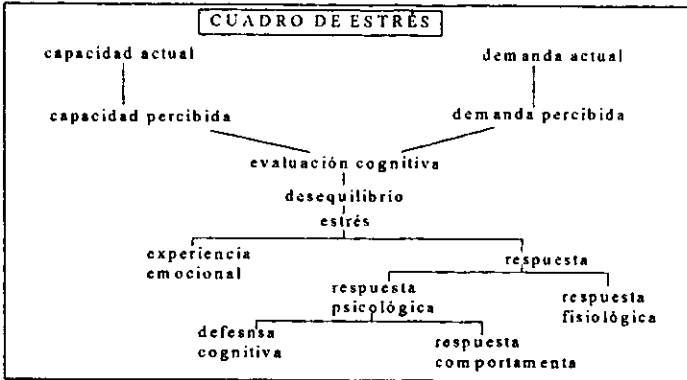 CUADRO DE ESTRÉS
capacidad actual
demanda actual
capacidad percibida
demanda percibida
evaluación cognitiva
desequilibrio
estrés
experiencia
emocional
respuesta
respuesta
psicológica
respuesta
fisiológica
defesnsa
cognitiva
respuesta
comportamenta